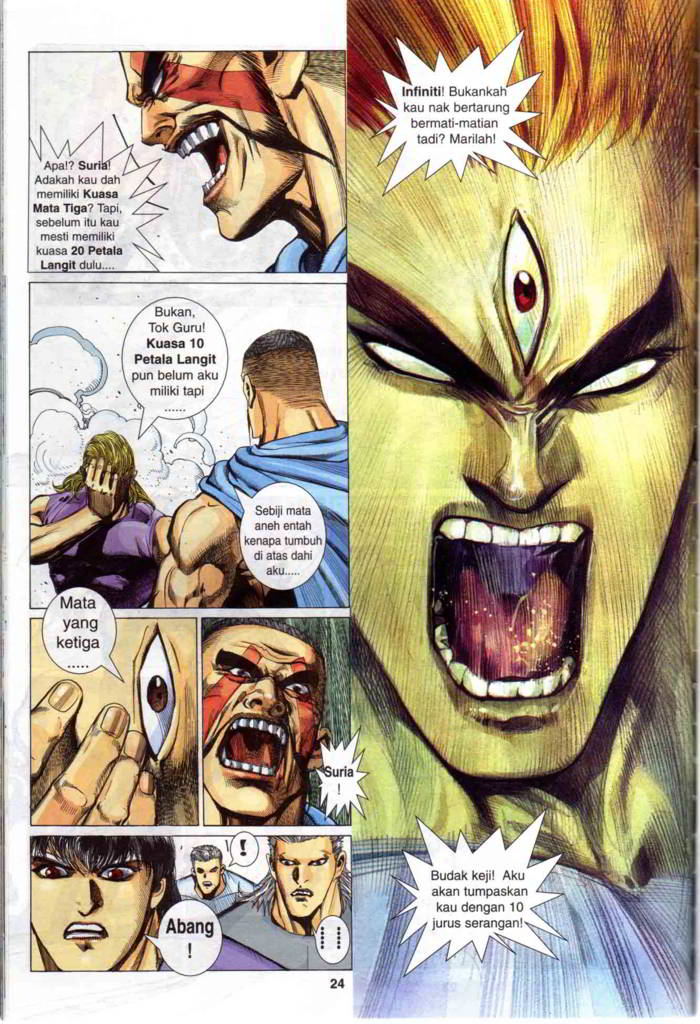 Apa!? Suria!
Adakah kau dah
memiliki Kuasa
Mata Tiga? Tapi,
sebelum itu kau
mesti memiliki
kuasa 20 Petala
Langit dulu....
Bukan,
Tok Guru!
Kuasa 10
Petala Langit
pun belum aku
miliki tapi
......
Sebiji mata
aneh entah
kenapa tumbuh
di atas dahi
aku.....
Mata
yang
ketiga
.....
Suria
!
Abang
!
!
24
Infiniti! Bukankah
kau nak bertarung
bermati-matian
tadi? Marilah!
Budak keji! Aku
akan tumpaskan
kau dengan 10
jurus serangan!